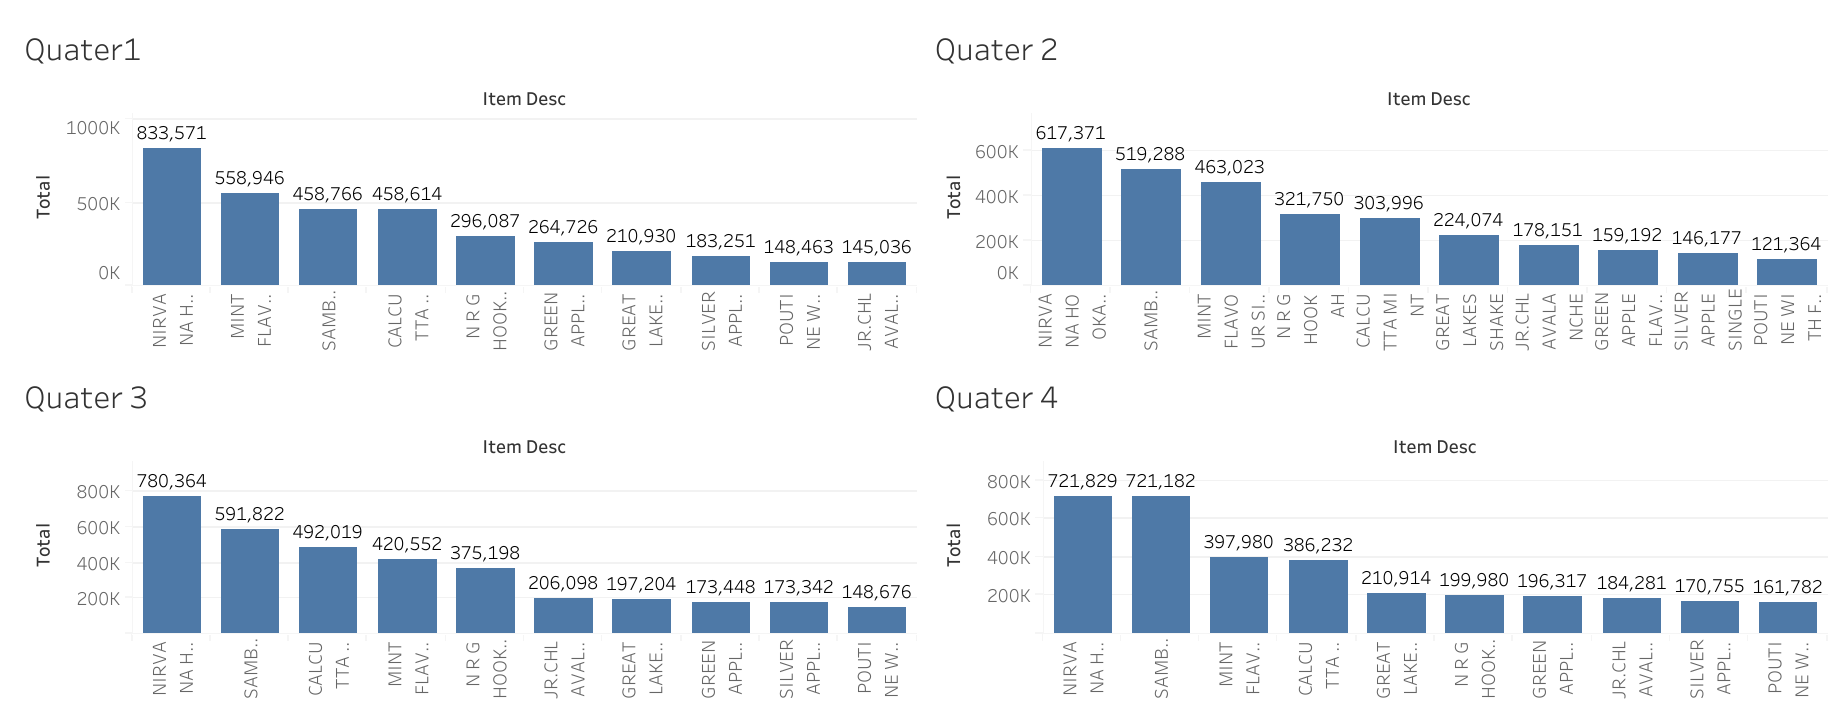 Quater1
Item Desc
Total
1000K
500K
0K
833,571
558,946
458,766
458,614
296,087
264,726
210,930
183,251
148,463
145,036
NIRVA
NA H..
MINT
FLAV..
SAMB..
CALCU
TTA ..
N R G
HOOK..
GREEN
APPL..
GREAT
LAKE..
SILVER
APPL..
POUTI
NE W..
JR.CHL
AVAL..
Quater 2
Item Desc
Total
600K
400K
200K
0K
617,371
519,288
463,023
321,750
303,996
224,074
178,151
159,192
146,177
121,364
NIRVA
NA HO
OKA..
SAMB..
MINT
FLAVO
UR SI..
N R G
HOOK
AH
CALCU
TTA MI
NT
GREAT
LAKES
SHAKE
JR.CHL
AVALA
NCHE
GREEN
APPLE
FLAV..
SILVER
APPLE
SINGLE
POUTI
NE WI
TH F..
Quater 3
Item Desc
Total
800K
600K
400K
200K
780,364
591,822
492,019
420,552
375,198
206,098
197,204
173,448
173,342
148,676
NIRVA
NA H..
SAMB..
CALCU
TTA ..
MINT
FLAV..
N R G
HOOK..
JR.CHL
AVAL..
GREAT
LAKE..
GREEN
APPL..
SILVER
APPL..
POUTI
NE W..
Quater 4
Item Desc
Total
800K
600K
400K
200K
721,829
721,182
397,980
386,232
210,914
199,980
196,317
184,281
170,755
161,782
NIRVA
NA H..
SAMB..
MINT
FLAV..
CALCU
TTA ..
GREAT
LAKE..
N R G
HOOK..
GREEN
APPL..
JR.CHL
AVAL..
SILVER
APPL..
POUTI
NE W..